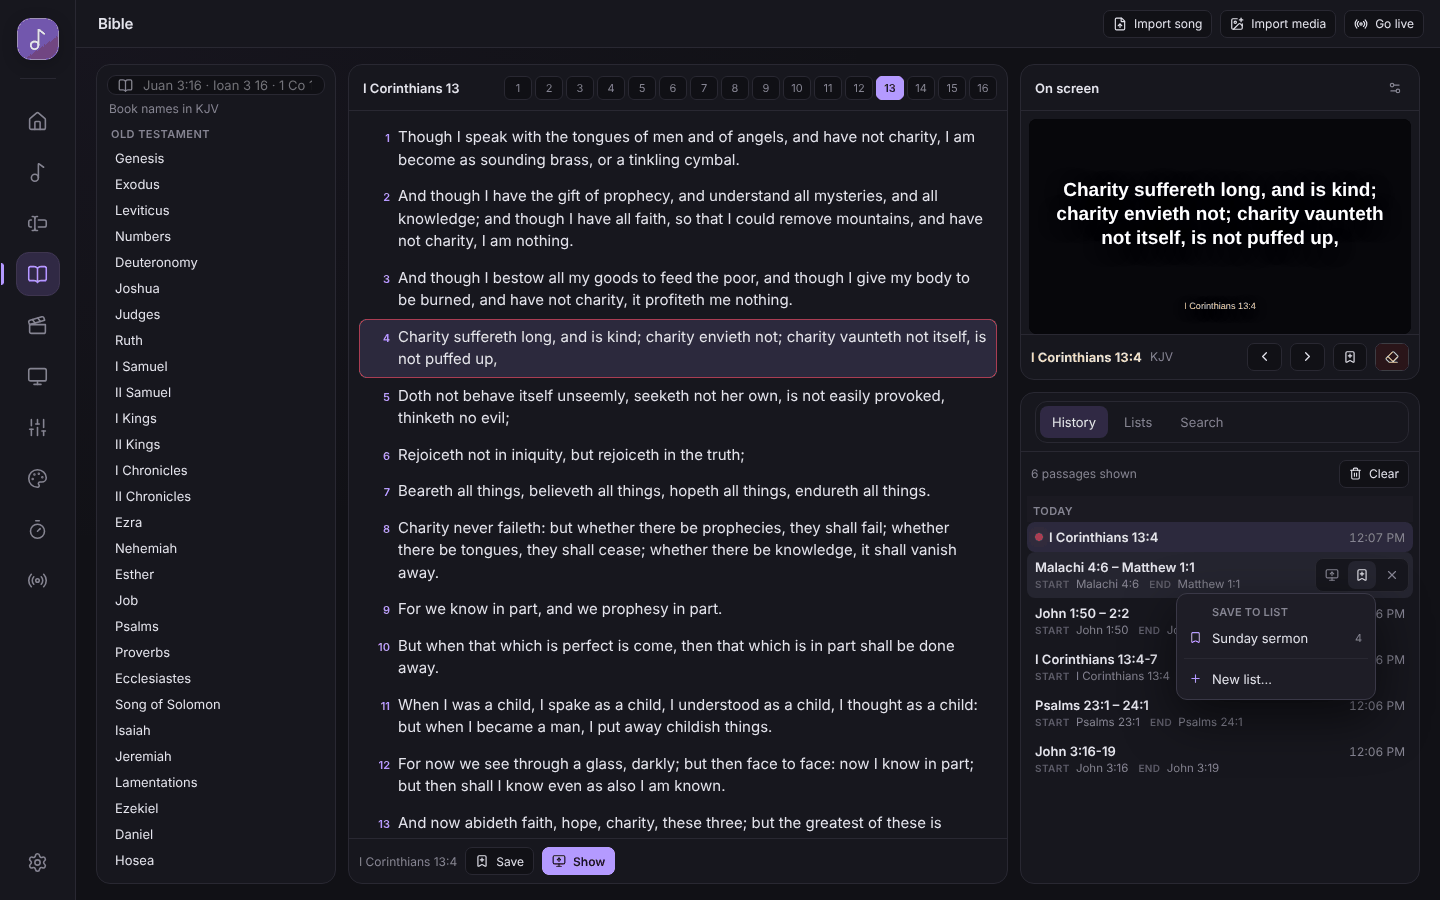 Bible
Import song
Import media
Go live
Juan 3:16 · Ioan 3 16 · 1 Co
Book names in KJV
OLD TESTAMENT
Genesis
Exodus
Leviticus
Numbers
Deuteronomy
Joshua
Judges
Ruth
I Samuel
II Samuel
I Kings
II Kings
I Chronicles
II Chronicles
Ezra
Nehemiah
Esther
Job
Psalms
Proverbs
Ecclesiastes
Song of Solomon
Isaiah
Jeremiah
Lamentations
Ezekiel
Daniel
Hosea
I Corinthians 13
1 2 3 4 5 6 7 8 9 10 11 12 13 14 15 16
1 Though I speak with the tongues of men and of angels, and have not charity, I am
become as sounding brass, or a tinkling cymbal.
2 And though I have the gift of prophecy, and understand all mysteries, and all
knowledge; and though I have all faith, so that I could remove mountains, and have
not charity, I am nothing.
3 And though I bestow all my goods to feed the poor, and though I give my body to
be burned, and have not charity, it profiteth me nothing.
4 Charity suffereth long, and is kind; charity envieth not; charity vaunteth not itself, is
not puffed up,
5 Doth not behave itself unseemly, seeketh not her own, is not easily provoked,
thinketh no evil;
6 Rejoiceth not in iniquity, but rejoiceth in the truth;
7 Beareth all things, believeth all things, hopeth all things, endureth all things.
8 Charity never faileth: but whether there be prophecies, they shall fail; whether
there be tongues, they shall cease; whether there be knowledge, it shall vanish
away.
9 For we know in part, and we prophesy in part.
10 But when that which is perfect is come, then that which is in part shall be done
away.
11 When I was a child, I spake as a child, I understood as a child, I thought as a child:
but when I became a man, I put away childish things.
12 For now we see through a glass, darkly; but then face to face: now I know in part;
but then shall I know even as also I am known.
13 And now abideth faith, hope, charity, these three; but the greatest of these is
I Corinthians 13:4
Save
Show
On screen
Charity suffereth long, and is kind;
charity envieth not; charity vaunteth
not itself, is not puffed up,
I Corinthians 13:4
I Corinthians 13:4 KJV
History
Lists
Search
6 passages shown
Clear
TODAY
I Corinthians 13:4 12:07 PM
Malachi 4:6 – Matthew 1:1
START Malachi 4:6 END Matthew 1:1
SAVE TO LIST
Sunday sermon 4
New list...
John 1:50 – 2:2 6 PM
START John 1:50 END Jo
I Corinthians 13:4-7 6 PM
START I Corinthians 13:4
Psalms 23:1 – 24:1 12:06 PM
START Psalms 23:1 END Psalms 24:1
John 3:16-19 12:06 PM
START John 3:16 END John 3:19